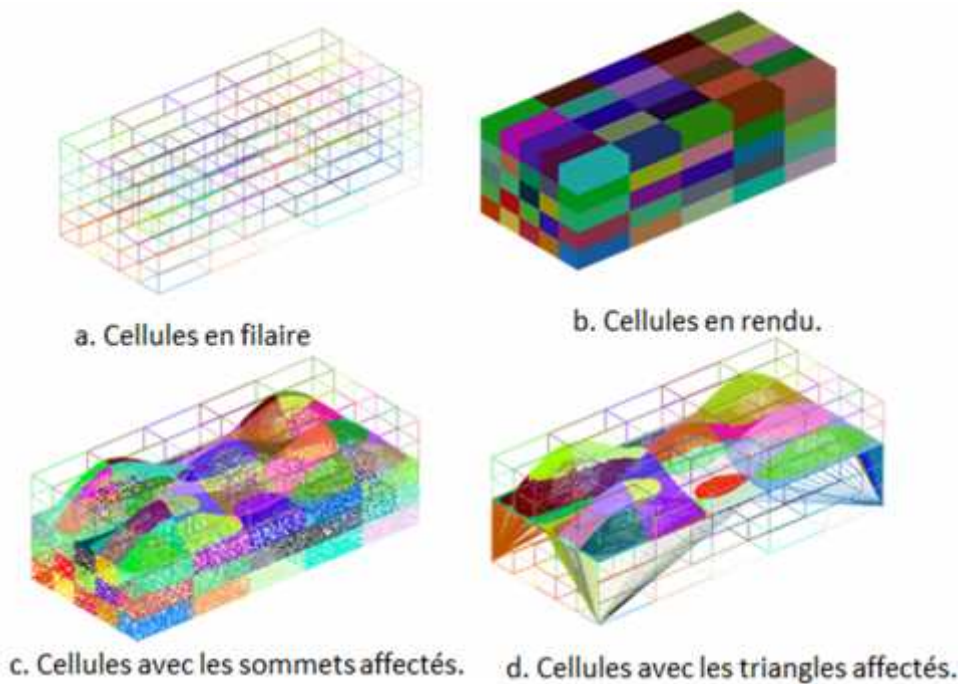 a. Cellules en filaire
b. Cellules en rendu.
c. Cellules avec les sommets affectés.
d. Cellules avec les triangles affectés.